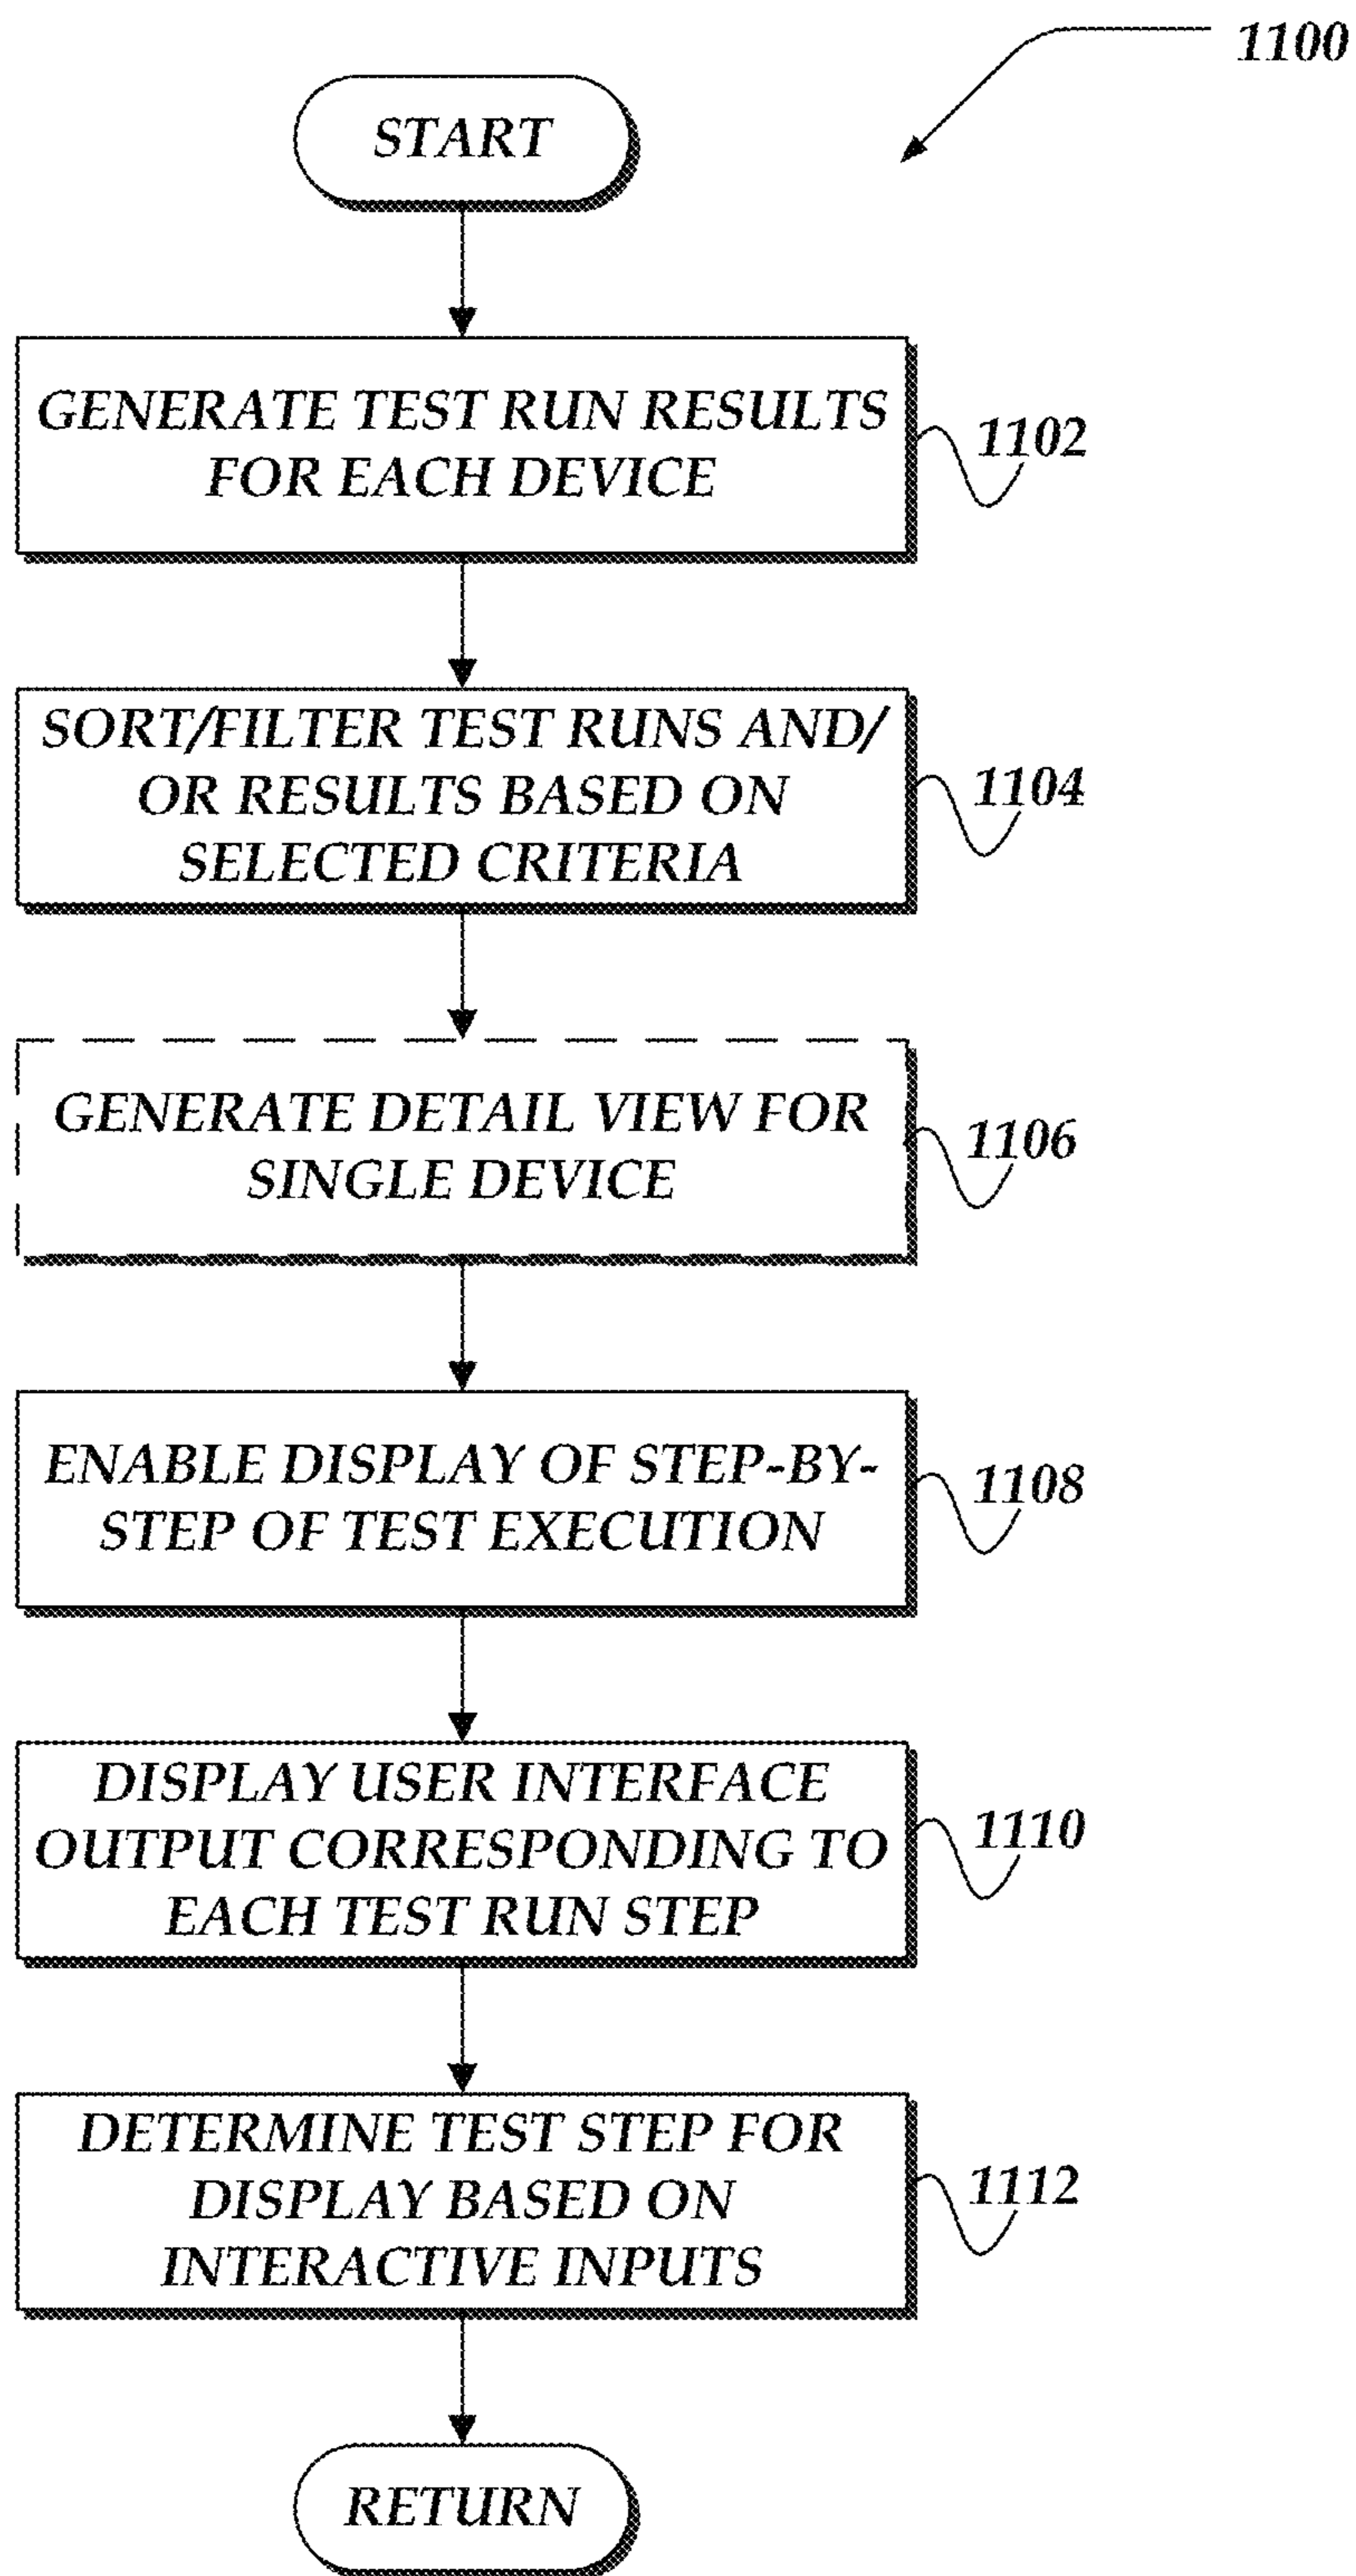 1100
START
GENERATE TEST RUN RESULTS
FOR EACH DEVICE
1102
SORT/FILTER TEST RUNS AND/
OR RESULTS BASED ON
SELECTED CRITERIA
1104
GENERATE DETAIL VIEW FOR
SINGLE DEVICE
1106
ENABLE DISPLAY OF STEP-BY-
STEP OF TEST EXECUTION
1108
DISPLAY USER INTERFACE
OUTPUT CORRESPONDING TO
EACH TEST RUN STEP
1110
DETERMINE TEST STEP FOR
DISPLAY BASED ON
INTERACTIVE INPUTS
1112
RETURN